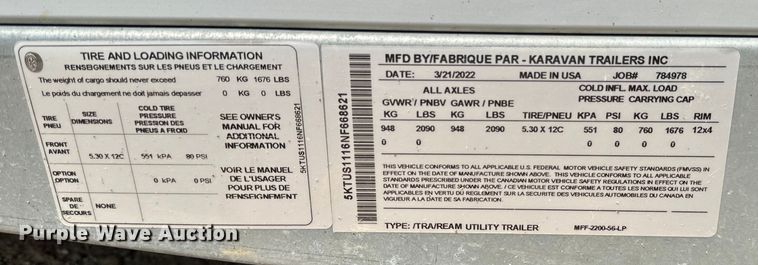 TIRE AND LOADING INFORMATION
RENSEIGNEMENTS SUR LES PNEUS ET LE CHARGEMENT
The weight of cargo should never exceed 760 KG 1676 LBS
Le poids du chargement ne doit jamais depasser 0 KG 0 LBS
TIRE PNEU
SIZE DIMENSIONS
COLD TIRE PRESSURE PRESSION DES PNEUS A FROID
FRONT AVANT 5.30 X 12C 551 kPA 80 PSI
OPTION OPTION 0 kPA 0 PSI
SPARE DE SECOURS None None
SEE OWNER'S
MANUAL FOR
ADDITIONAL
INFORMATION
VOIR LE MANUEL
DE L'USAGER
POUR PLUS DE
RENSEIGNEMENT
5KTUS1116NF668621
MFD BY/FABRIQUE PAR - KARAVAN TRAILERS INC
DATE: 3/21/2022 MADE IN USA JOB# 784978
ALL AXLES COLD INFL. MAX. LOAD
GVWR / PNBV GAWR / PNBE PRESSURE CARRYING CAP
KG LBS KG LBS TIRE/PNEU KPA PSI KG LBS RIM
948 2090 948 2090 5.30 X 12C 551 80 760 1676 12x4
0 0 0 0
THIS VEHICLE CONFORMS TO ALL APPLICABLE U.S. FEDERAL MOTOR VEHICLE SAFETY STANDARDS (FMVSS) IN
EFFECT ON THE DATE OF MANUFACTURE SHOWN ABOVE. THIS VEHICLE CONFORMS TO ALL APPLICABLE
STANDARDS PRESCRIBED UNDER THE CANADIAN MOTOR VEHICLE SAFETY REGULATIONS IN EFFECT ON THE
DATE OF MANUFACTURE SHOWN ABOVE/ CE VEHICULE EST CONFORME A TOUTES LES NORMES QUI LUI SONT
APPLICABLES EN VERTU DU REGLEMENT SUR LA SECURITE DES VEHICULES AUTOMOBILES DU CANADA EN
VIGUEUR A LA DATE DE SA FABRICATION.
TYPE: /TRA/REAM UTILITY TRAILER MFF-2200-56-LP
Purple Wave Auction